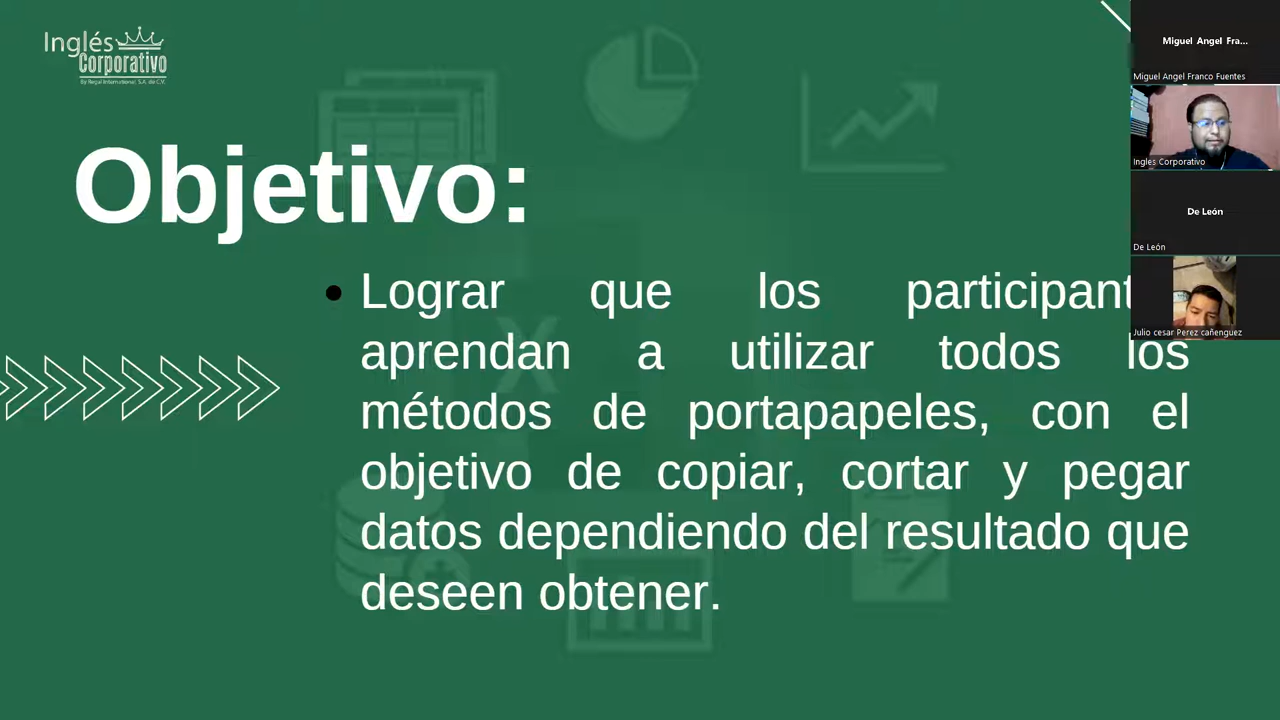 Inglés
Corporativo
By Regal International, S.A. de C.V.
Objetivo:
Lograr que los participant
aprendan a utilizar todos los
métodos de portapapeles, con el
objetivo de copiar, cortar y pegar
datos dependiendo del resultado que
deseen obtener.
Miguel Angel Fra...
Miguel Angel Franco Fuentes
Ingles Corporativo
De León
De León
Julio cesar Perez cañenguez